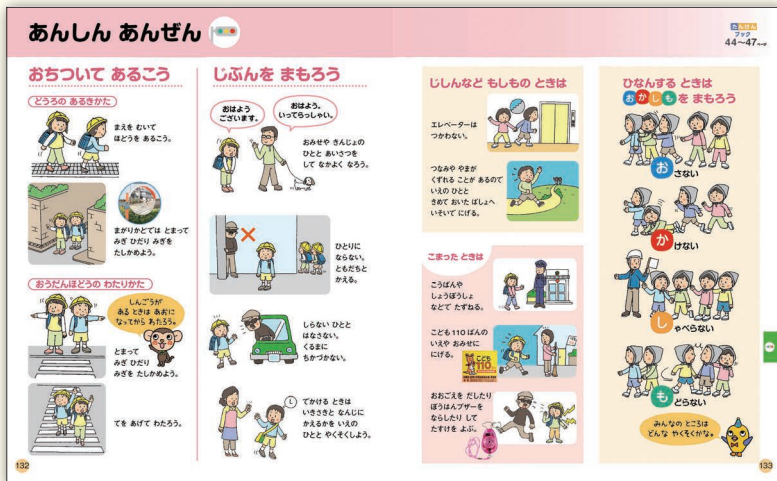 あんしん あんぜん
たんけん
ブック
44〜47ページ
おちついて あるこう
どうろの あるきかた
まえを むいて
ほどうを あるこう。
まがりかどでは とまって
みぎ ひだり みぎを
たしかめよう。
おうだんほどうの わたりかた
しんごうが
ある ときは あおに
なってから わたろう。
とまって
みぎ ひだり
みぎを たしかめよう。
てを あげて わたろう。
じぶんを まもろう
おはよう
ございます。
おはよう。
いってらっしゃい。
おみせや きんじょの
ひとと あいさつを
して なかよく なろう。
ひとりに
ならない。
ともだちと
かえる。
しらない ひとと
はなさない。
くるまに
ちかづかない。
でかける ときは
いきさきと なんじに
かえるかを いえの
ひとと やくそくしよう。
じしんなど もしもの ときは
エレベーターは
つかわない。
つなみや やまが
くずれる ことが あるので
いえの ひとと
きめて おいた ばしょへ
いそいで にげる。
こまった ときは
こうばんや
しょうぼうしょ
などで たずねる。
こども110ばんの
いえや おみせに
にげる。
こども
110
おおごえを だしたり
ぼうはんブザーを
ならしたり して
たすけを よぶ。
ひなんする ときは
おかしもを まもろう
おさない
かけない
しゃべらない
もどらない
みんなの ところは
どんな やくそくかな。
132
133